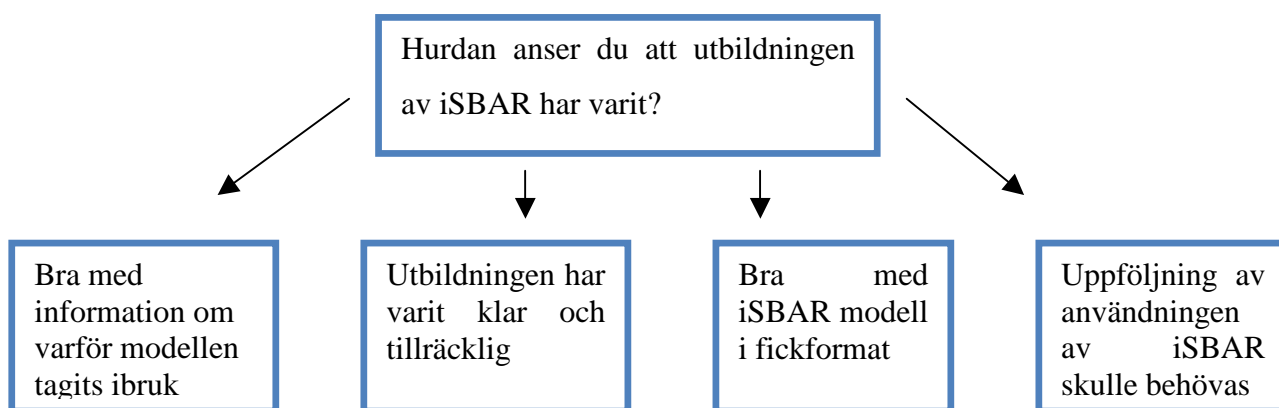 Hurdan anser du att utbildningen
av iSBAR har varit?
Bra med
information om
varför modellen
tagits ibruk
Utbildningen har
varit klar och
tillräcklig
Bra med
iSBAR modell
i fickformat
Uppföljning av
användningen
av iSBAR
skulle behövas